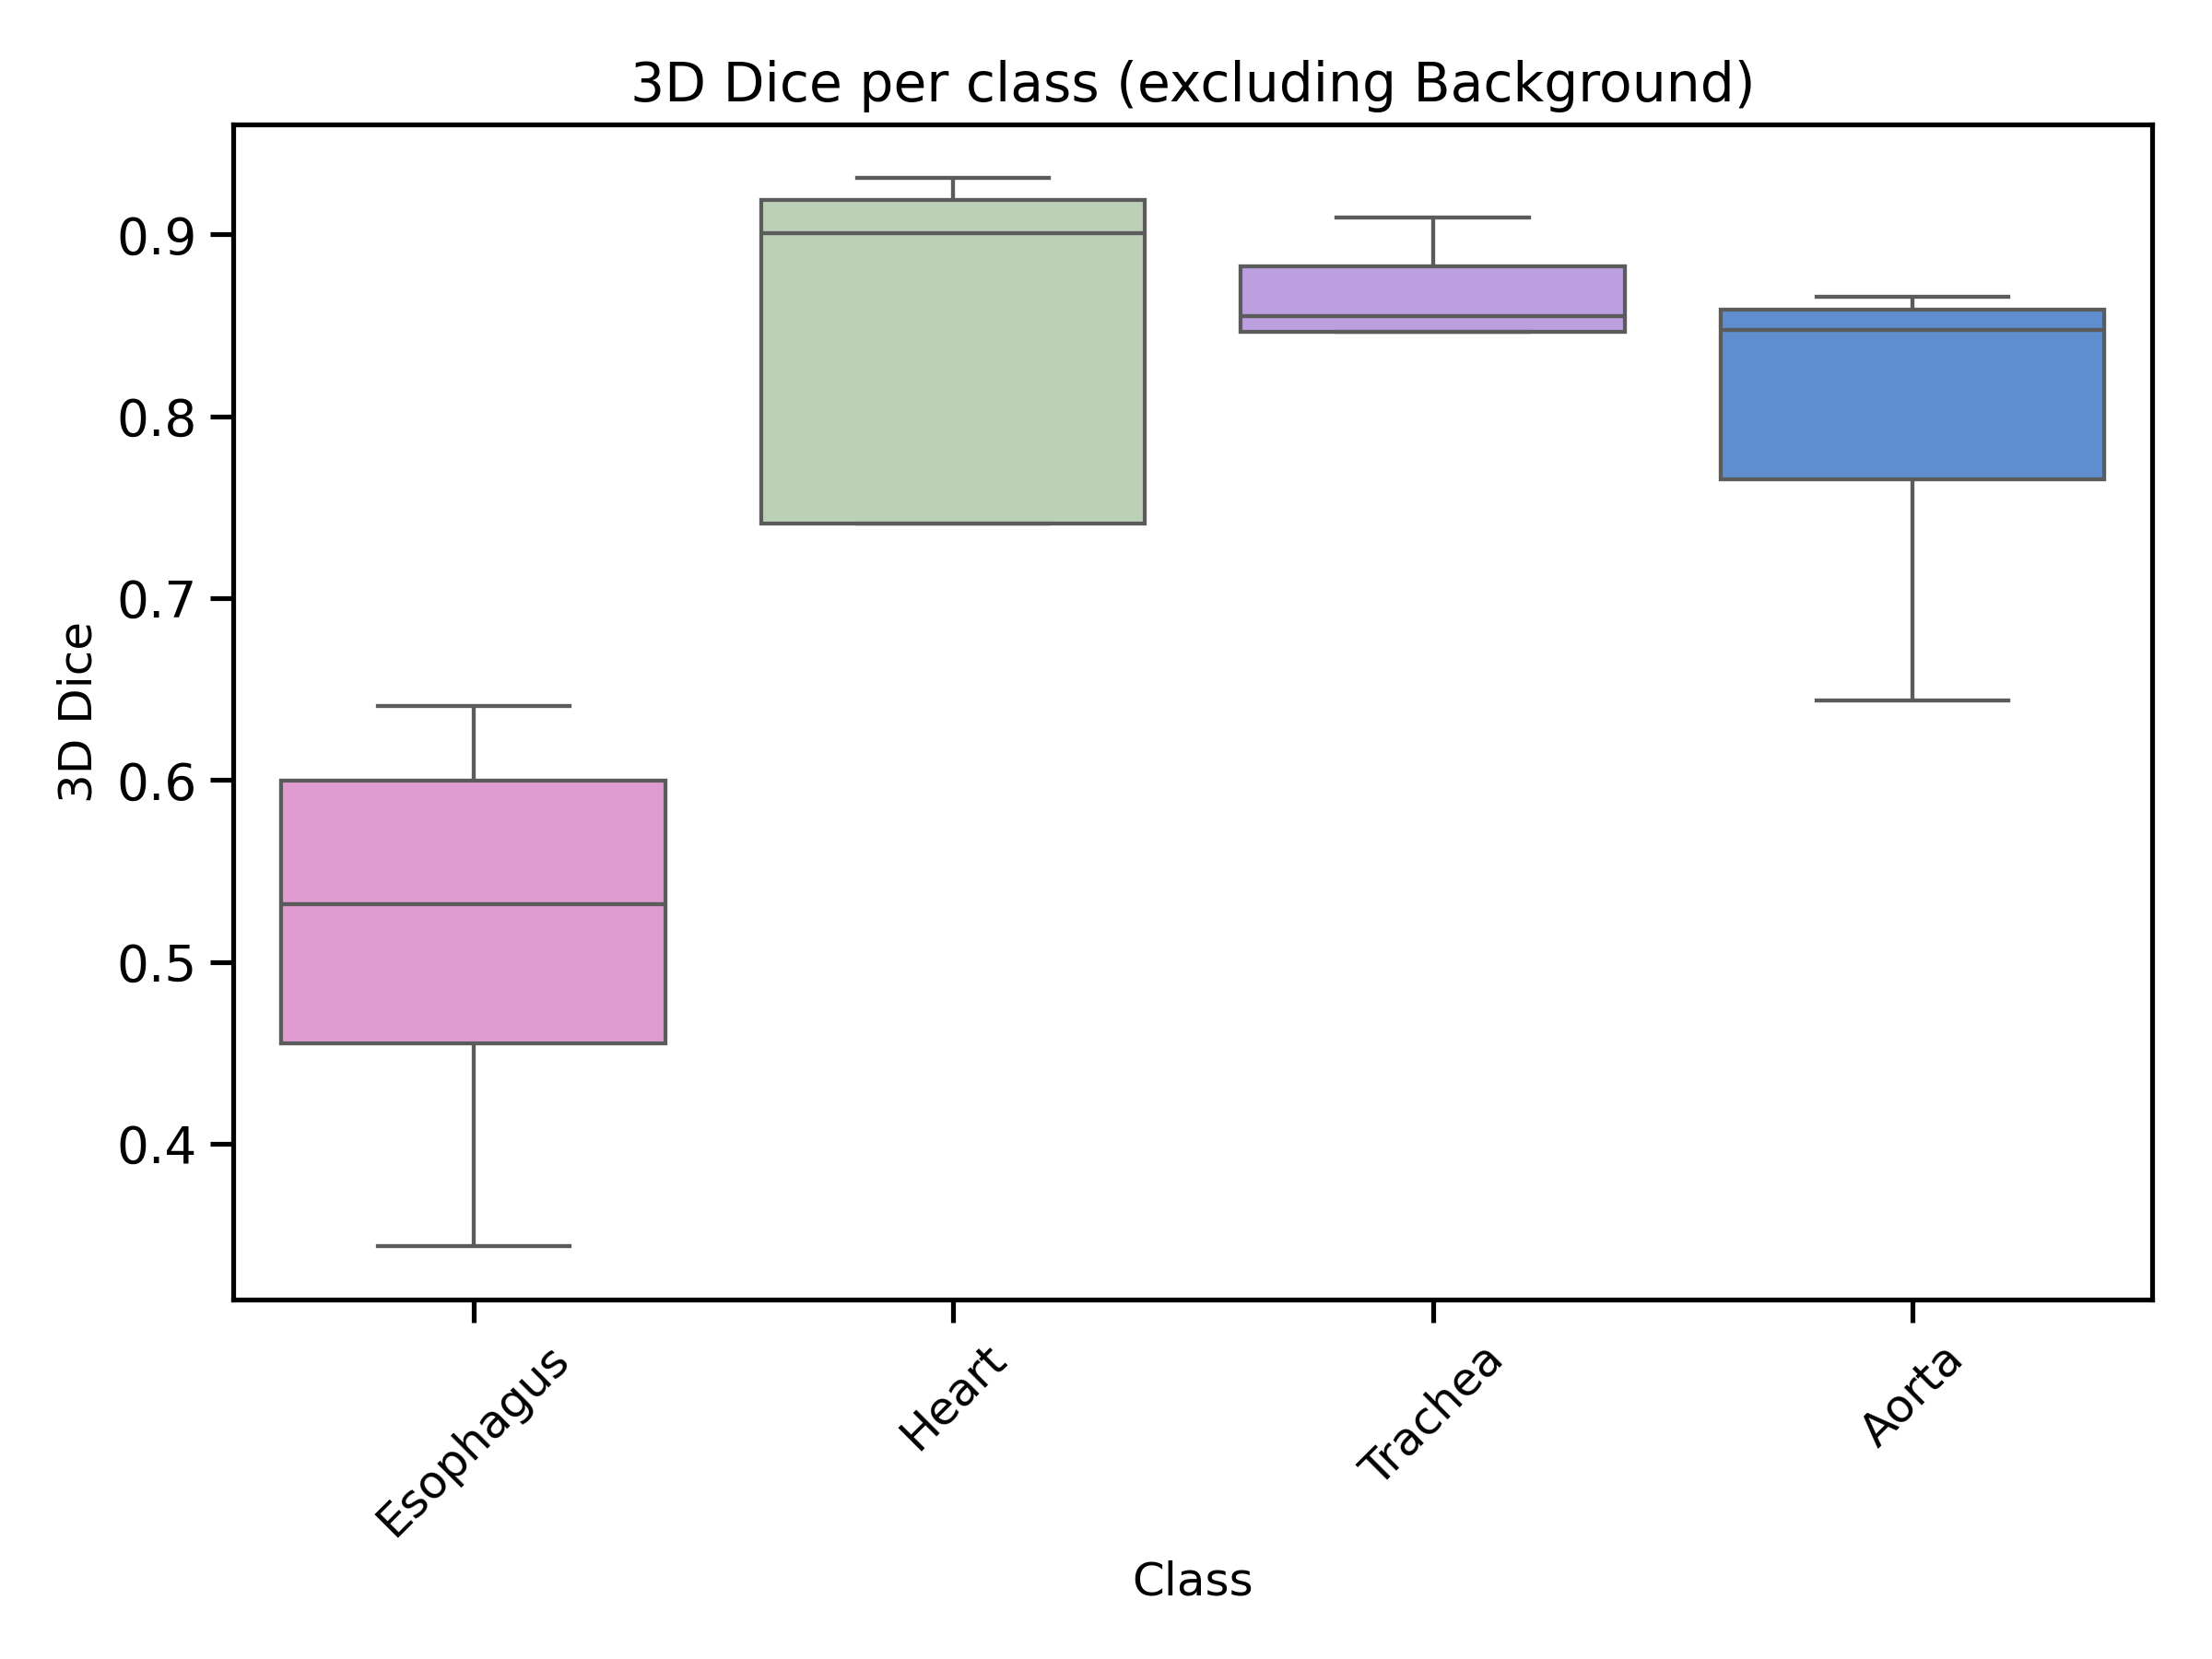 3D Dice per class (excluding Background)
3D Dice
0.9
0.8
0.7
0.6
0.5
0.4
Esophagus
Heart
Trachea
Aorta
Class